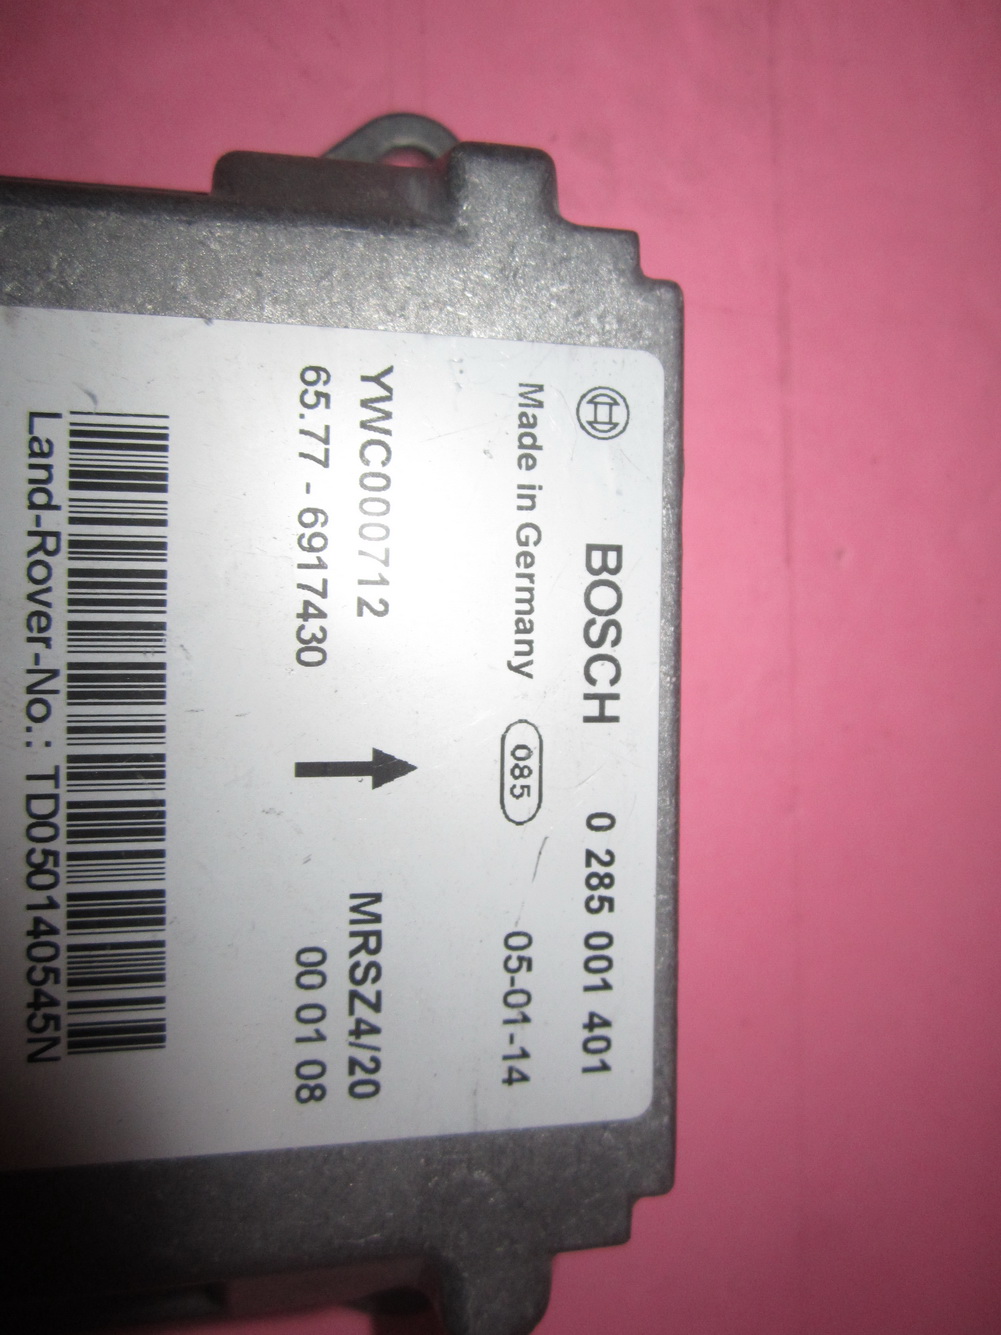 BOSCH 0 285 001 401
Made in Germany 085 05-01-14
YWC000712 MRSZ4/20
65.77 - 6917430 00 01 08
Land-Rover-No.: TD050140545N